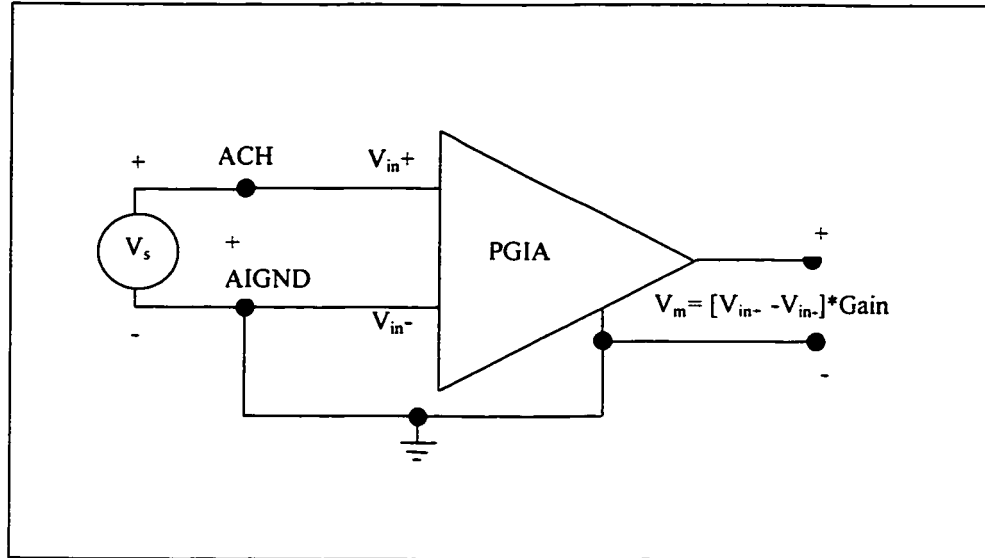 +
ACH
V_in+
V_s
+
PGIA
+
AIGND
V_in-
V_m= [V_in+ -V_in-]*Gain
-
-